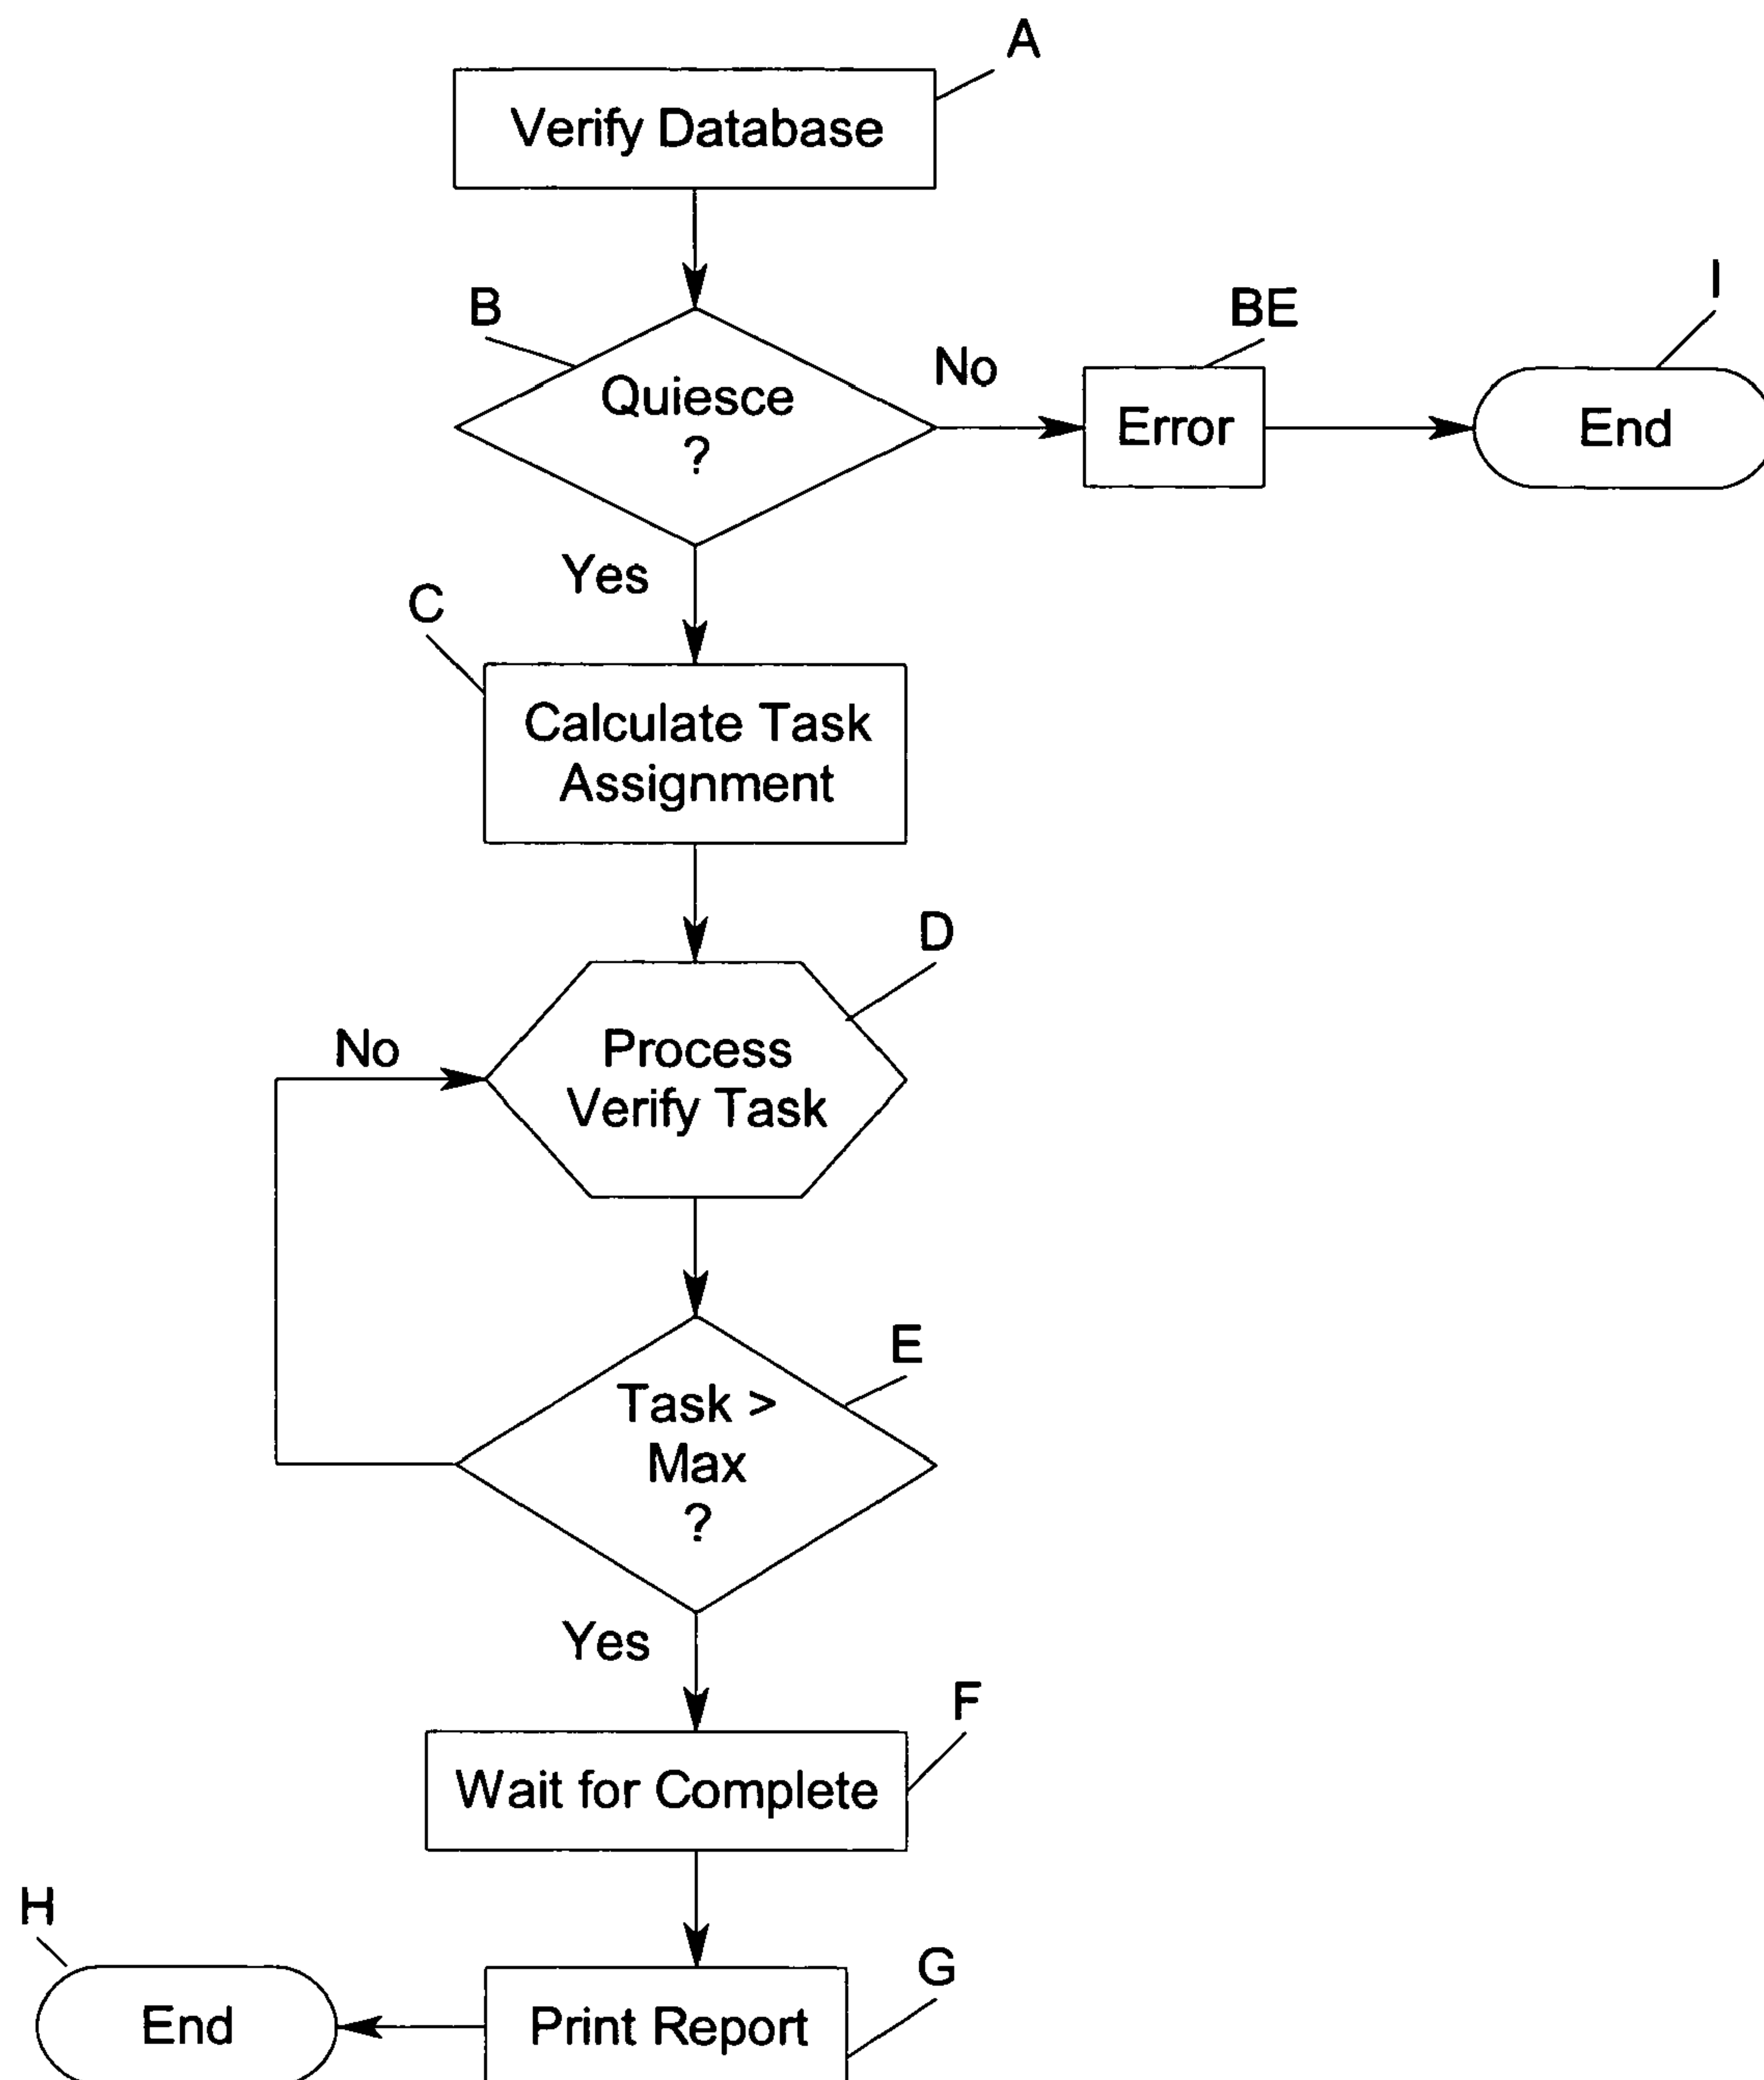 A
Verify Database
B
Quiesce
?
No
BE
Error
I
End
Yes
C
Calculate Task
Assignment
D
Process
Verify Task
No
E
Task >
Max
?
Yes
F
Wait for Complete
H
End
G
Print Report